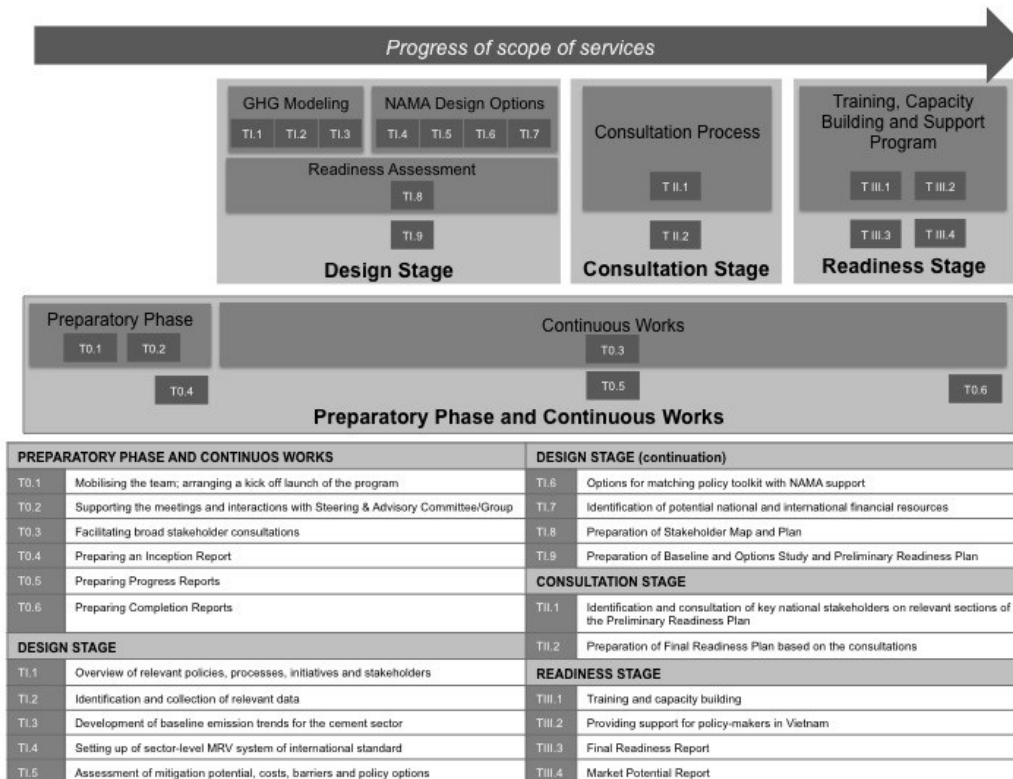 Progress of scope of services
GHG Modeling
TI.1 TI.2 TI.3
NAMA Design Options
TI.4 TI.5 TI.6 TI.7
Readiness Assessment
TI.8
TI.9
Design Stage
Consultation Process
T II.1
T II.2
Consultation Stage
Training, Capacity
Building and Support
Program
T III.1 T III.2
T III.3 T III.4
Readiness Stage
Preparatory Phase
T0.1 T0.2
T0.4
Continuous Works
T0.3
T0.5
T0.6
Preparatory Phase and Continuous Works
PREPARATORY PHASE AND CONTINUOS WORKS
T0.1 Mobilising the team; arranging a kick off launch of the program
T0.2 Supporting the meetings and interactions with Steering & Advisory Committee/Group
T0.3 Facilitating broad stakeholder consultations
T0.4 Preparing an Inception Report
T0.5 Preparing Progress Reports
T0.6 Preparing Completion Reports
DESIGN STAGE
TI.1 Overview of relevant policies, processes, initiatives and stakeholders
TI.2 Identification and collection of relevant data
TI.3 Development of baseline emission trends for the cement sector
TI.4 Setting up of sector-level MRV system of international standard
TI.5 Assessment of mitigation potential, costs, barriers and policy options
DESIGN STAGE (continuation)
TI.6 Options for matching policy toolkit with NAMA support
TI.7 Identification of potential national and international financial resources
TI.8 Preparation of Stakeholder Map and Plan
TI.9 Preparation of Baseline and Options Study and Preliminary Readiness Plan
CONSULTATION STAGE
TII.1 Identification and consultation of key national stakeholders on relevant sections of
the Preliminary Readiness Plan
TII.2 Preparation of Final Readiness Plan based on the consultations
READINESS STAGE
TIII.1 Training and capacity building
TIII.2 Providing support for policy-makers in Vietnam
TIII.3 Final Readiness Report
TIII.4 Market Potential Report